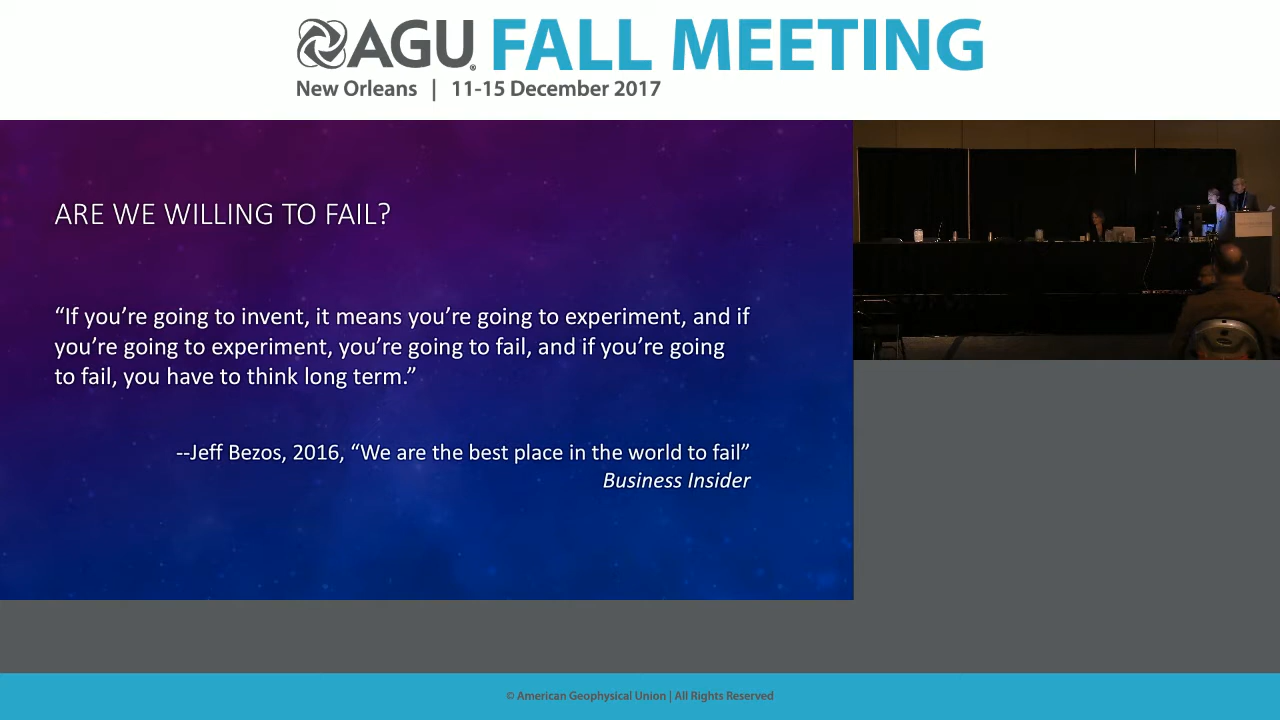 AGU FALL MEETING
New Orleans | 11-15 December 2017
ARE WE WILLING TO FAIL?
“If you’re going to invent, it means you’re going to experiment, and if
you’re going to experiment, you’re going to fail, and if you’re going
to fail, you have to think long term.”
--Jeff Bezos, 2016, “We are the best place in the world to fail”
Business Insider
© American Geophysical Union | All Rights Reserved